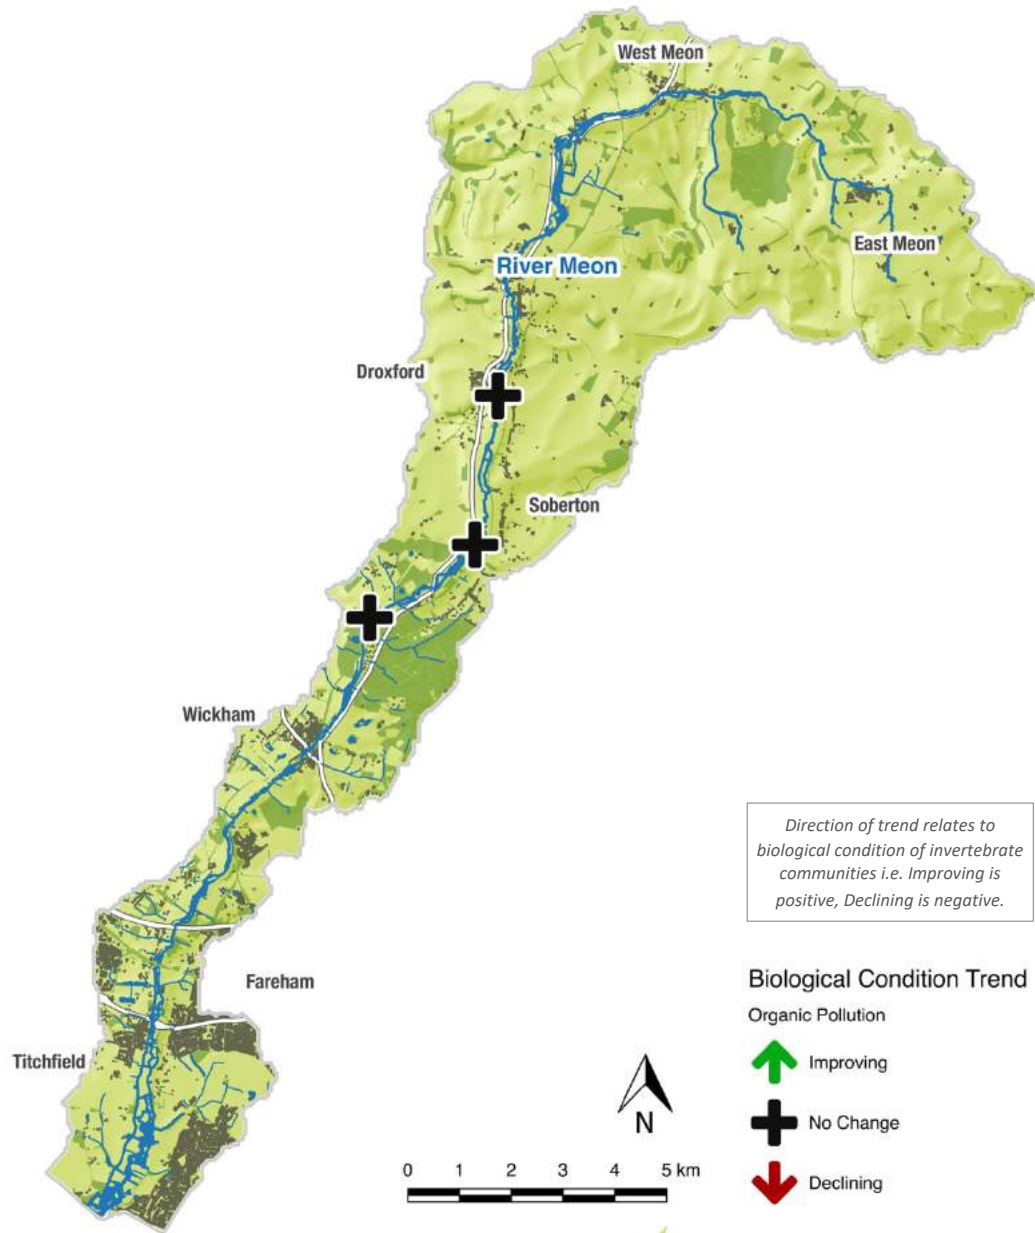 West Meon
East Meon
River Meon
Droxford
Soberton
Wickham
Direction of trend relates to
biological condition of invertebrate
communities i.e. Improving is
positive, Declining is negative.
Fareham
Biological Condition Trend
Organic Pollution
Titchfield
Improving
N
No Change
0 1 2 3 4 5 km
Declining